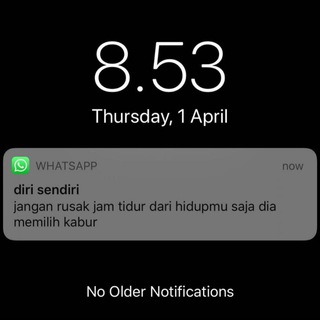 8.53
Thursday, 1 April
WHATSAPP now
diri sendiri
jangan rusak jam tidur dari hidupmu saja dia
memilih kabur
No Older Notifications